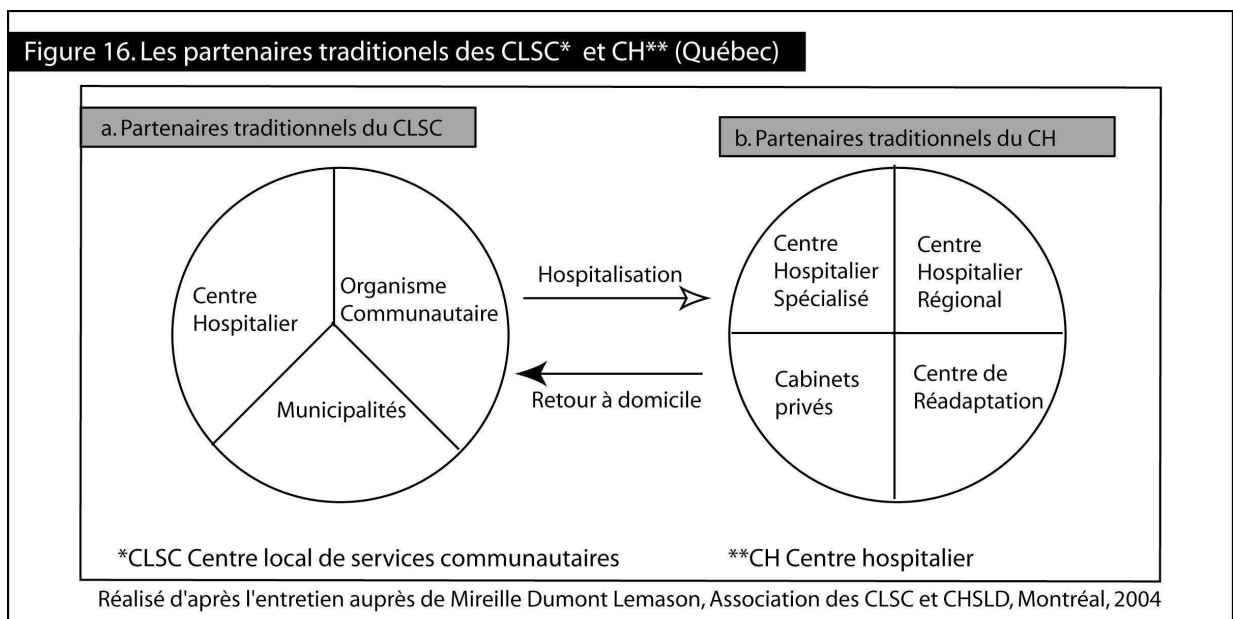 Figure 16. Les partenaires traditionels des CLSC* et CH** (Québec)
a. Partenaires traditionnels du CLSC
b. Partenaires traditionnels du CH
Centre
Hospitalier
Organisme
Communautaire
Municipalités
Hospitalisation
Retour à domicile
Centre
Hospitalier
Spécialisé
Centre
Hospitalier
Régional
Cabinets
privés
Centre de
Réadaptation
*CLSC Centre local de services communautaires
**CH Centre hospitalier
Réalisé d'après l'entretien auprès de Mireille Dumont Lemason, Association des CLSC et CHSLD, Montréal, 2004